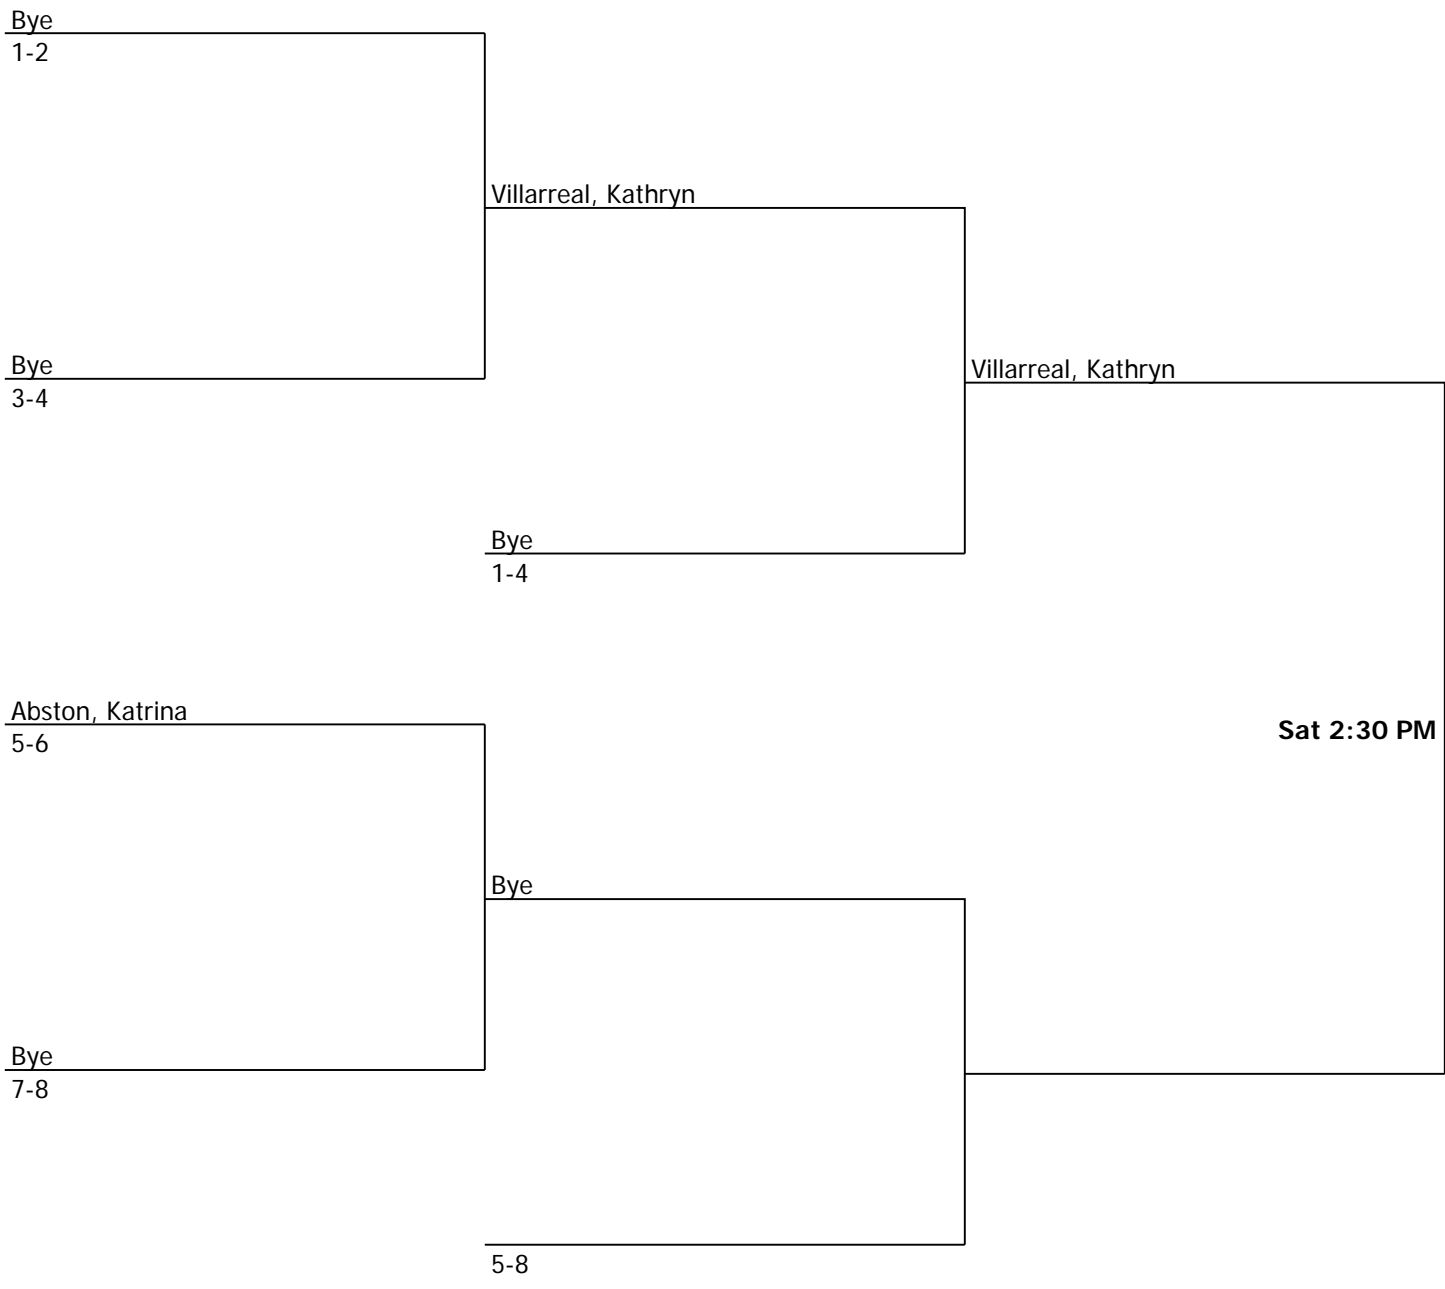 Bye
1-2
Villarreal, Kathryn
Bye
3-4
Villarreal, Kathryn
Bye
1-4
Abston, Katrina
5-6
Sat 2:30 PM
Bye
Bye
7-8
5-8